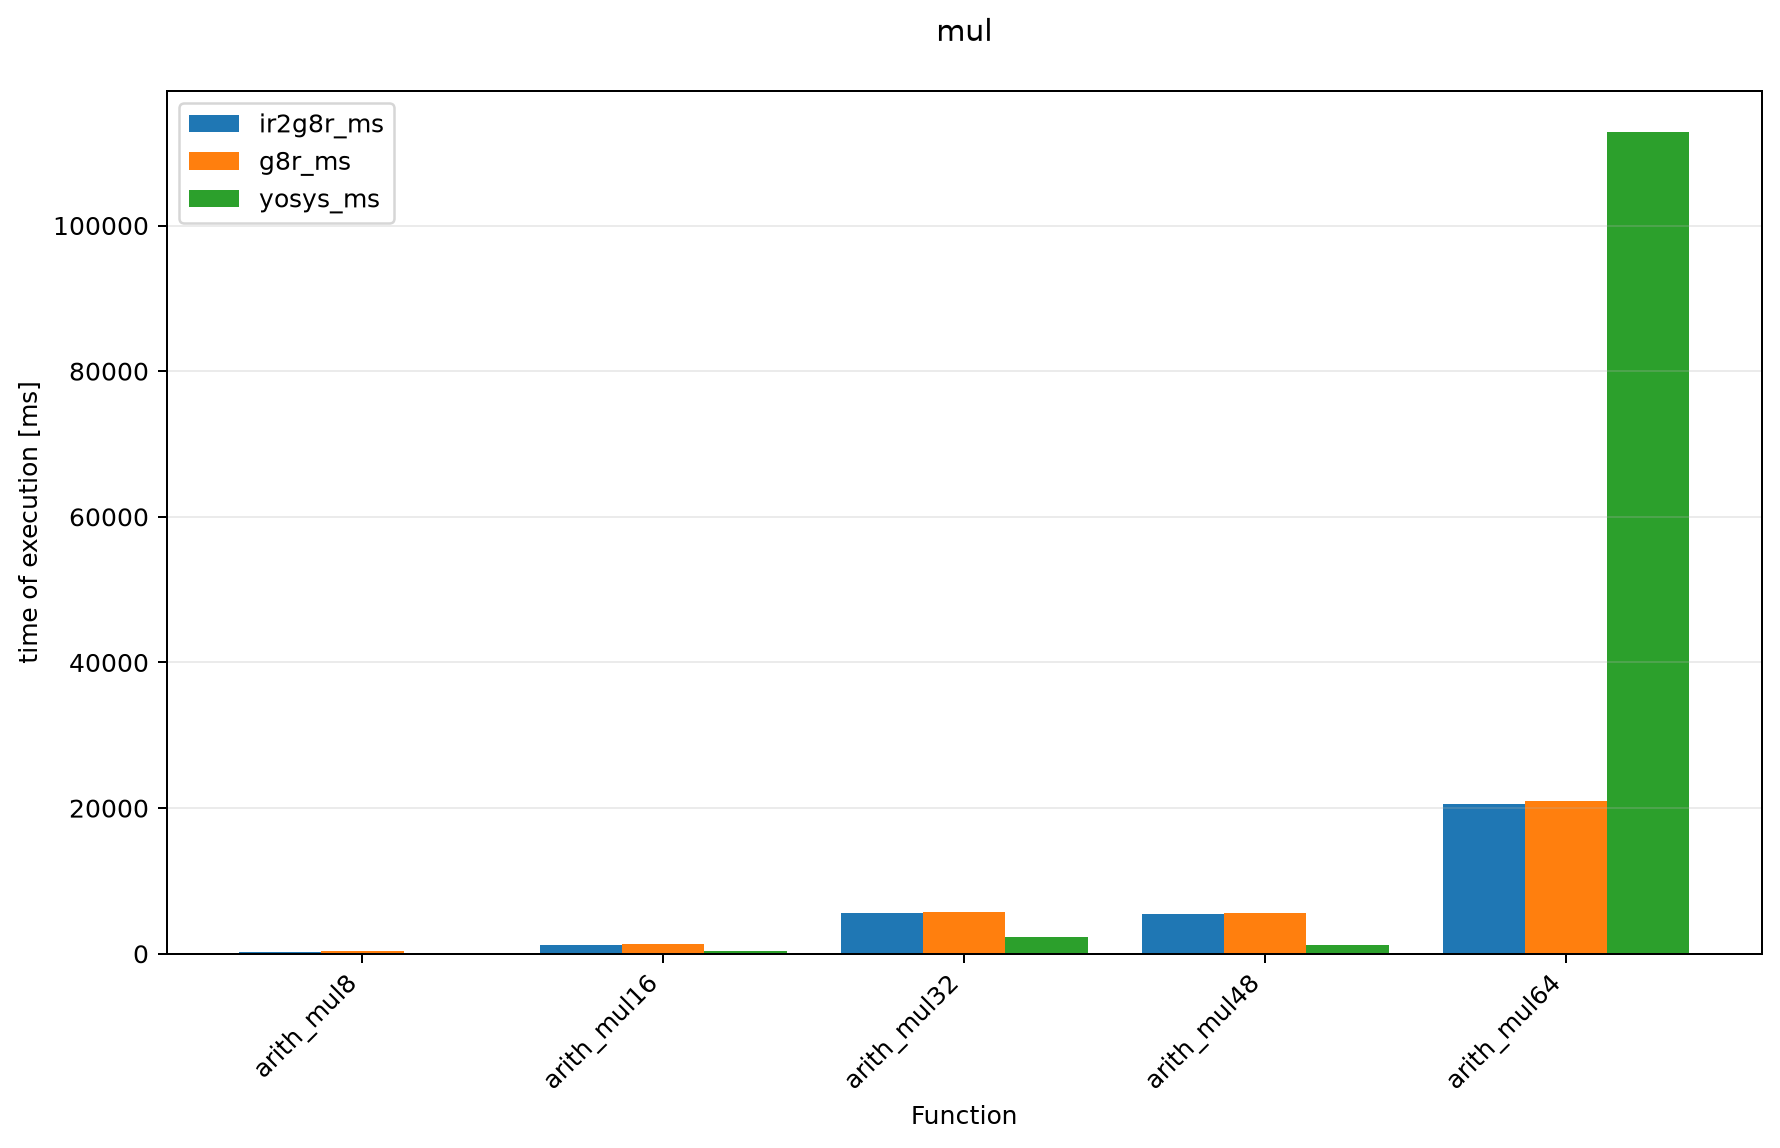 mul
ir2g8r_ms
g8r_ms
yosys_ms
time of execution [ms]
100000
80000
60000
40000
20000
0
arith_mul8
arith_mul16
arith_mul32
arith_mul48
arith_mul64
Function